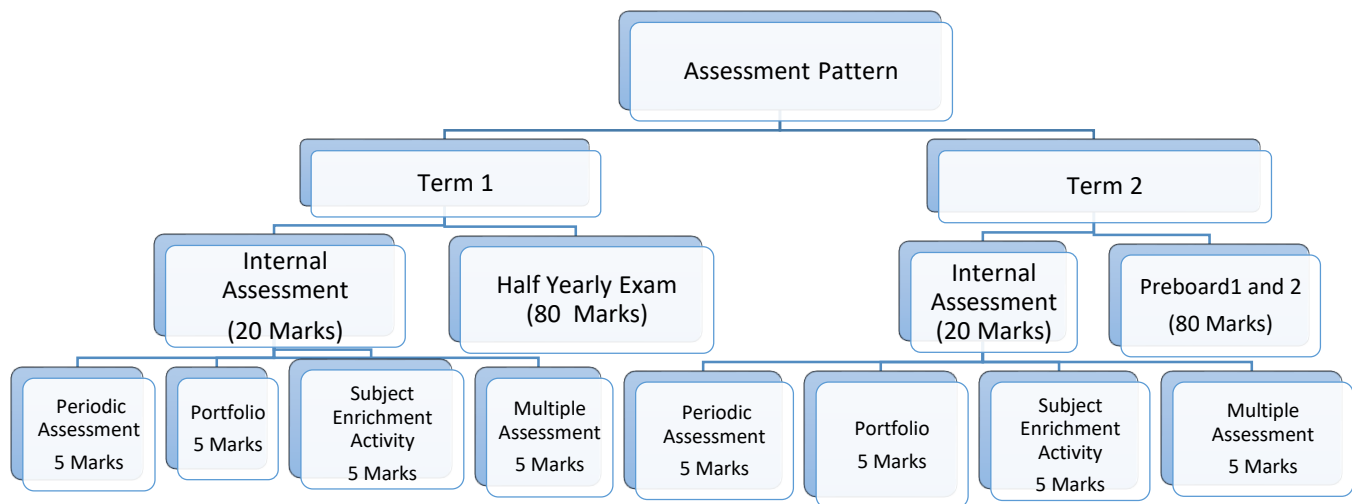 Assessment Pattern
Term 1
Term 2
Internal
Assessment
(20 Marks)
Half Yearly Exam
(80 Marks)
Internal
Assessment
(20 Marks)
Preboard1 and 2
(80 Marks)
Periodic
Assessment
5 Marks
Portfolio
5 Marks
Subject
Enrichment
Activity
5 Marks
Multiple
Assessment
5 Marks
Periodic
Assessment
5 Marks
Portfolio
5 Marks
Subject
Enrichment
Activity
5 Marks
Multiple
Assessment
5 Marks